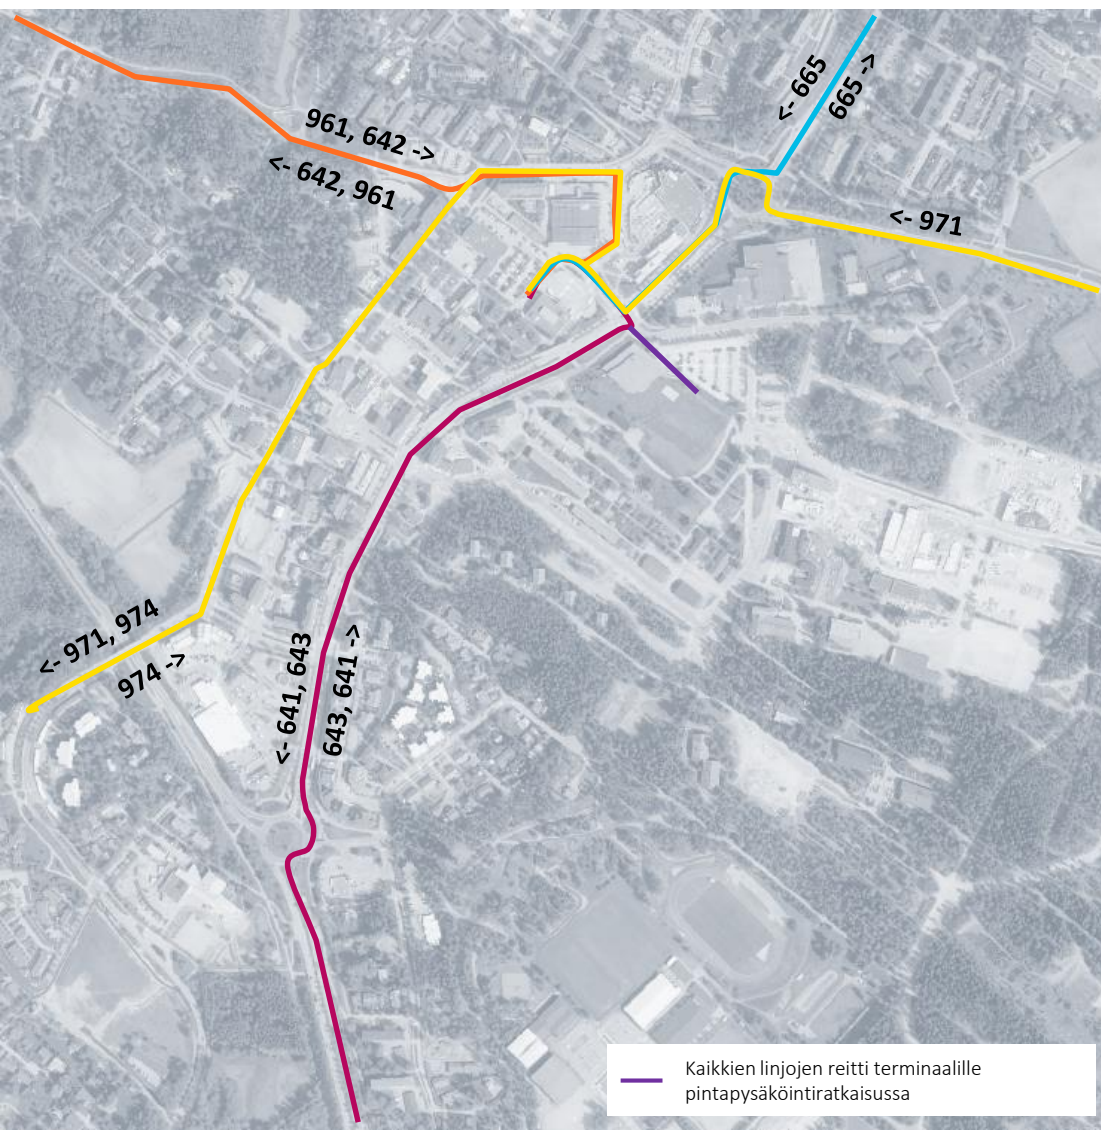 <- 665
665 ->
961, 642 ->
<- 642, 961
<- 971
<- 971, 974
974 ->
<- 641, 643
643, 641 ->
Kaikkien linjojen reitti terminaalille
pintapysäköintiratkaisussa